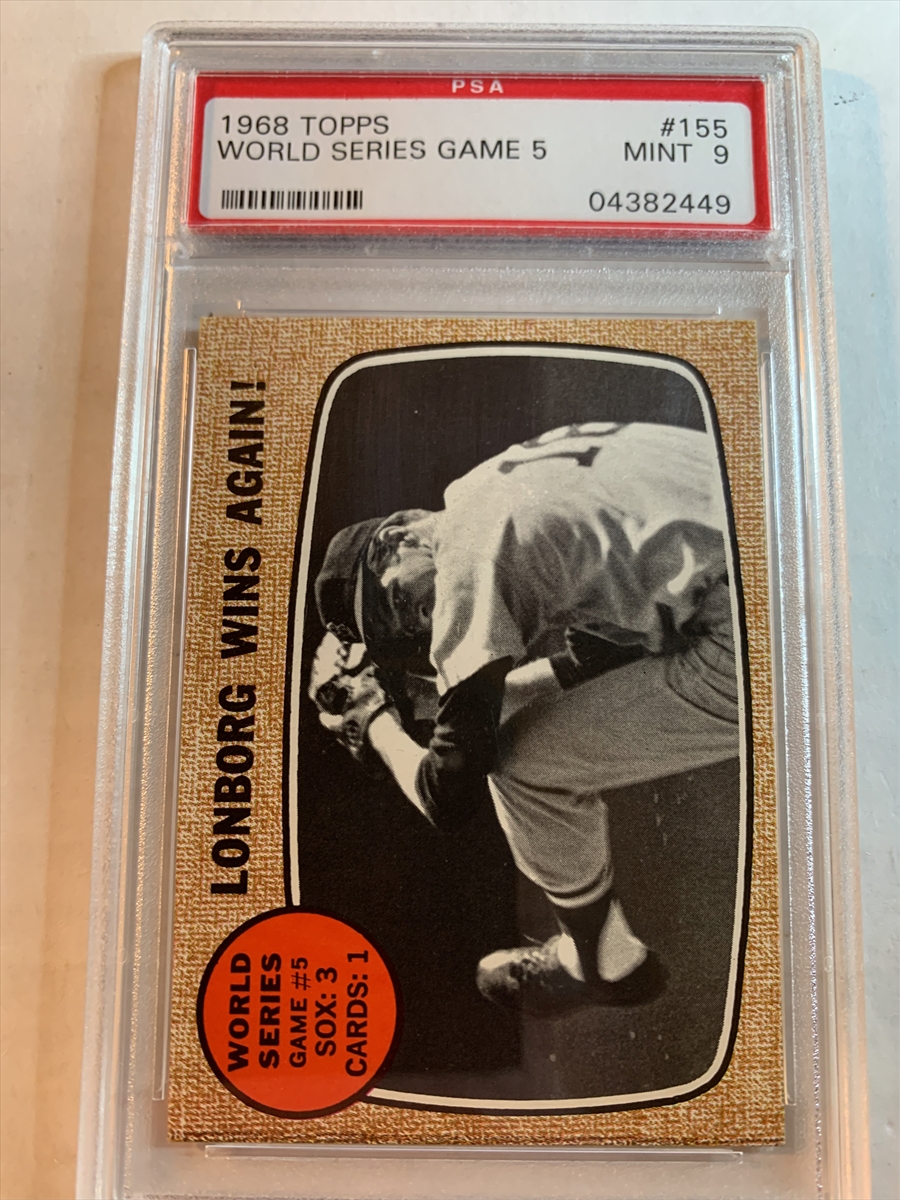 PSA
1968 TOPPS #155
WORLD SERIES GAME 5 MINT 9
04382449
LONBORG WINS AGAIN!
WORLD
SERIES
GAME #5
SOX: 3
CARDS: 1